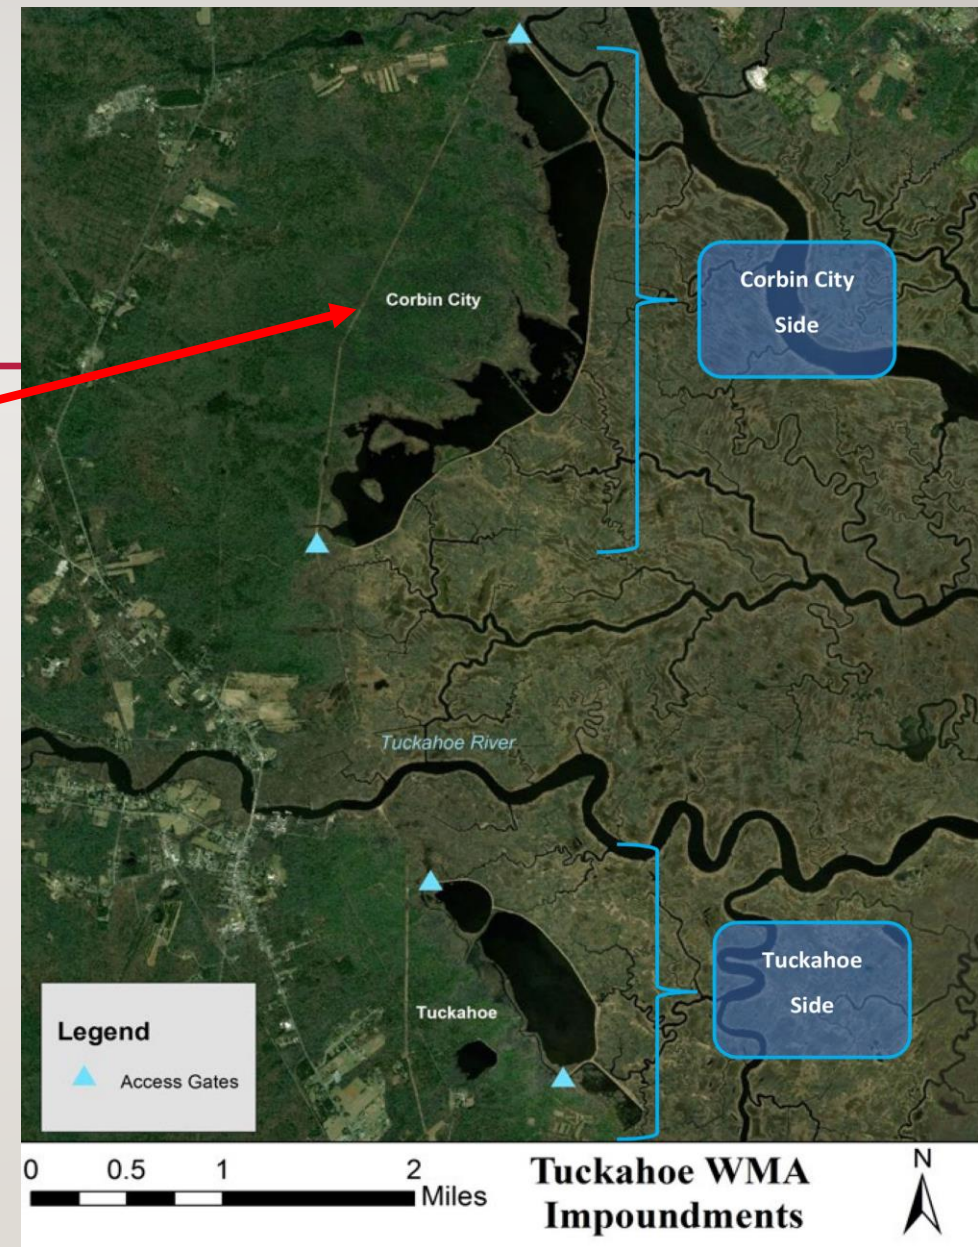 Corbin City
Corbin City
Side
Tuckahoe River
Tuckahoe
Side
Tuckahoe
Legend
Access Gates
0 0.5 1 2
Miles
Tuckahoe WMA
Impoundments
N